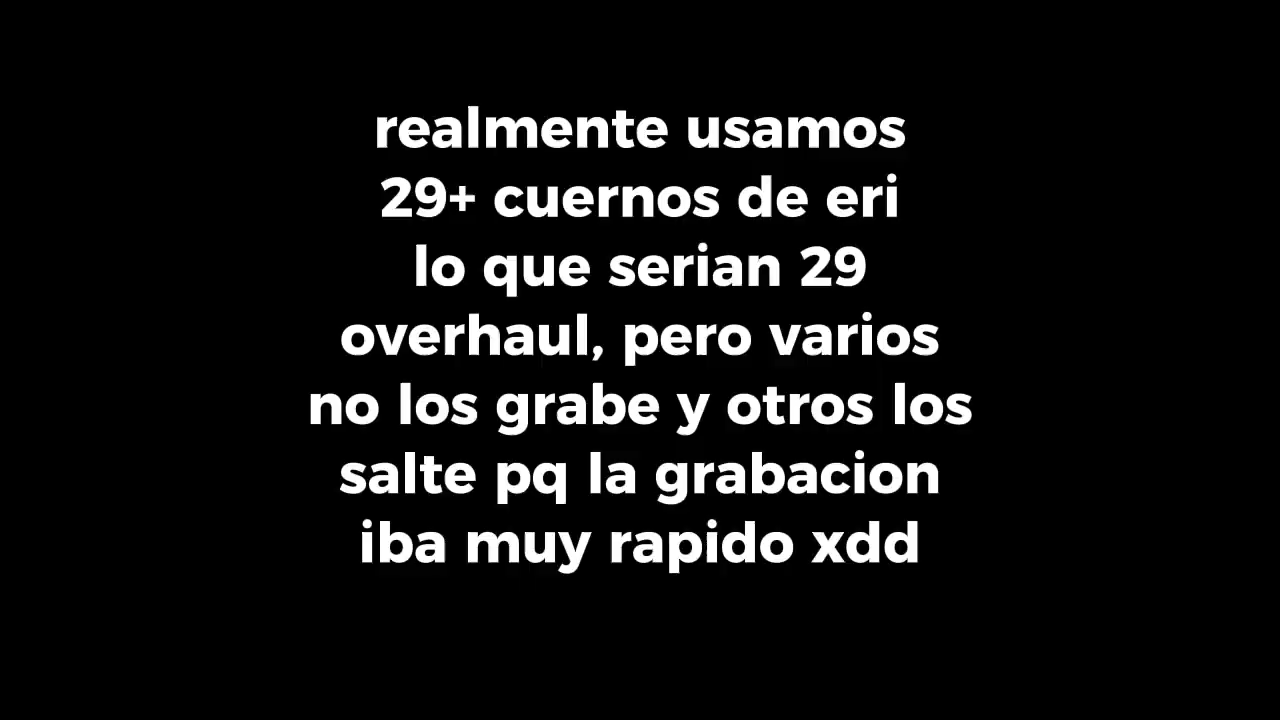 realmente usamos
29+ cuernos de eri
lo que serian 29
overhaul, pero varios
no los grabe y otros los
salte pq la grabacion
iba muy rapido xdd